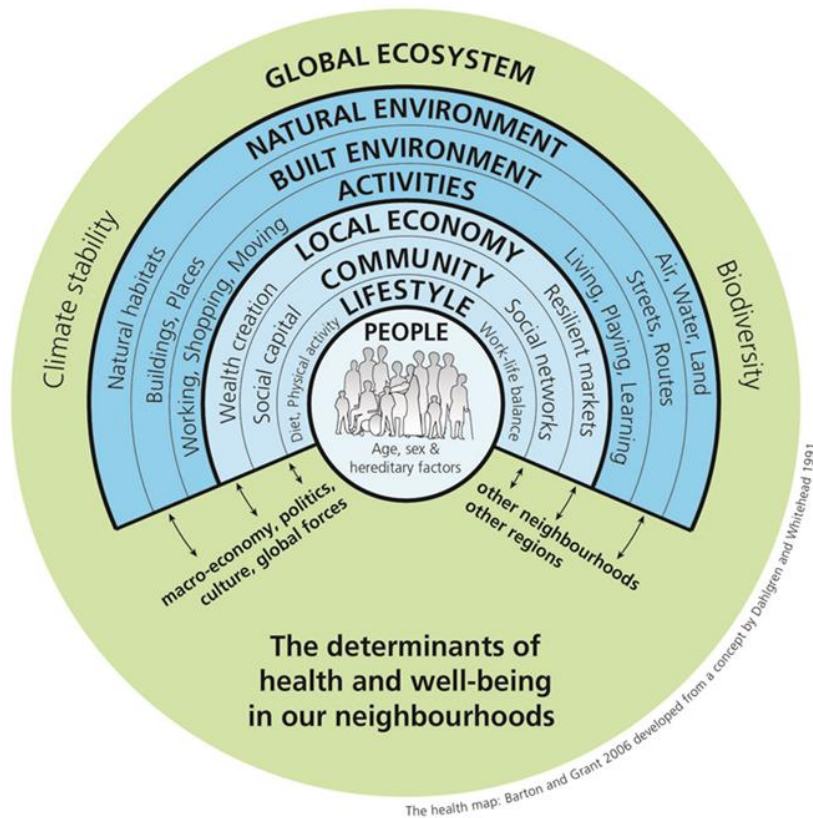 GLOBAL ECOSYSTEM
NATURAL ENVIRONMENT
BUILT ENVIRONMENT
ACTIVITIES
LOCAL ECONOMY
COMMUNITY
LIFESTYLE
PEOPLE
Age, sex &
hereditary factors
Climate stability
Natural habitats
Buildings, Places
Working, Shopping, Moving
Wealth creation
Social capital
Diet, Physical activity
Work-life balance
Social networks
Resilient markets
Living, Playing, Learning
Streets, Routes
Air, Water, Land
Biodiversity
macro-economy, politics,
culture, global forces
other neighbourhoods
other regions
The determinants of
health and well-being
in our neighbourhoods
The health map: Barton and Grant 2006 developed from a concept by Dahlgren and Whitehead 1991